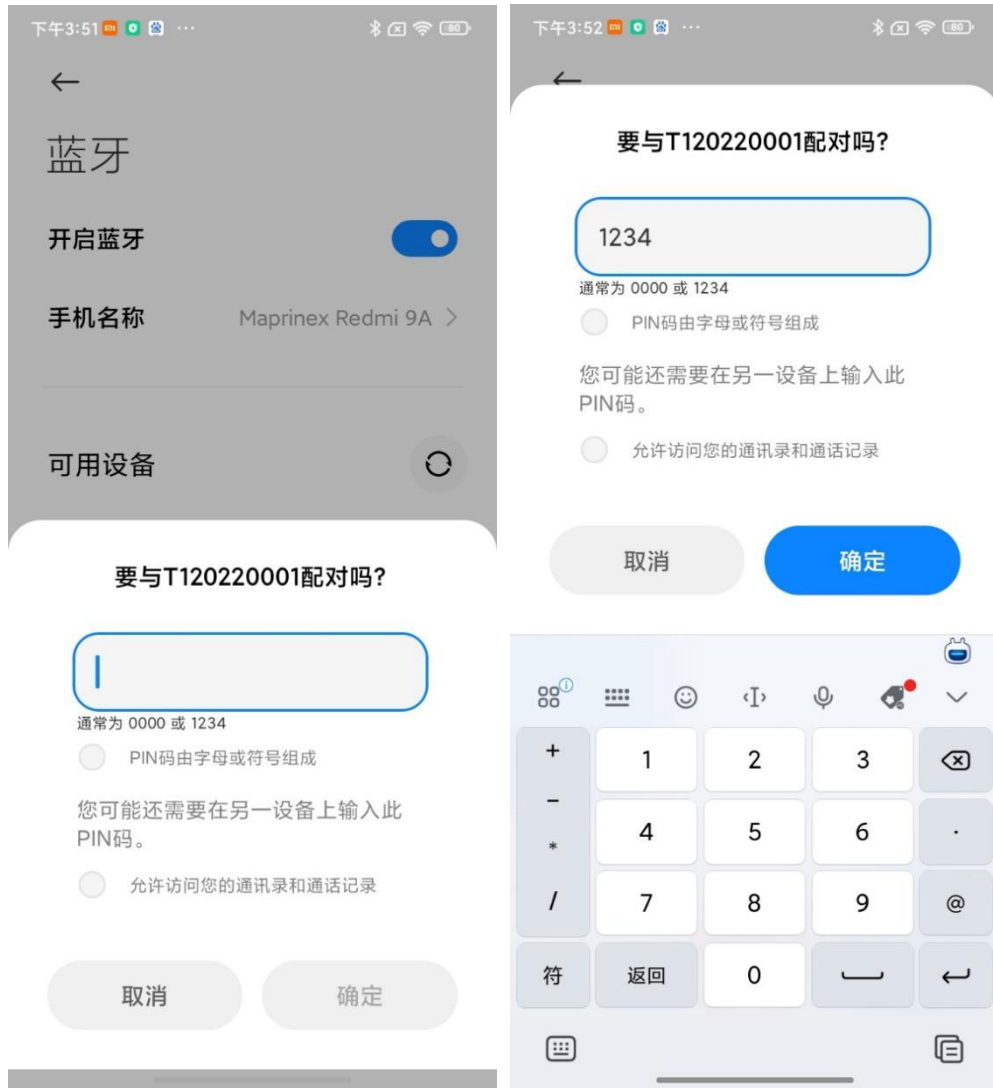 下午3:51 ··· 80
蓝牙
开启蓝牙
手机名称 Maprinex Redmi 9A >
可用设备
要与T120220001配对吗?
通常为 0000 或 1234
PIN码由字母或符号组成
您可能还需要在另一设备上输入此
PIN码。
允许访问您的通讯录和通话记录
取消 确定
下午3:52 ··· 80
要与T120220001配对吗?
1234
通常为 0000 或 1234
PIN码由字母或符号组成
您可能还需要在另一设备上输入此
PIN码。
允许访问您的通讯录和通话记录
取消 确定
+ 1 2 3
－ 4 5 6 ·
*
/ 7 8 9 @
符 返回 0